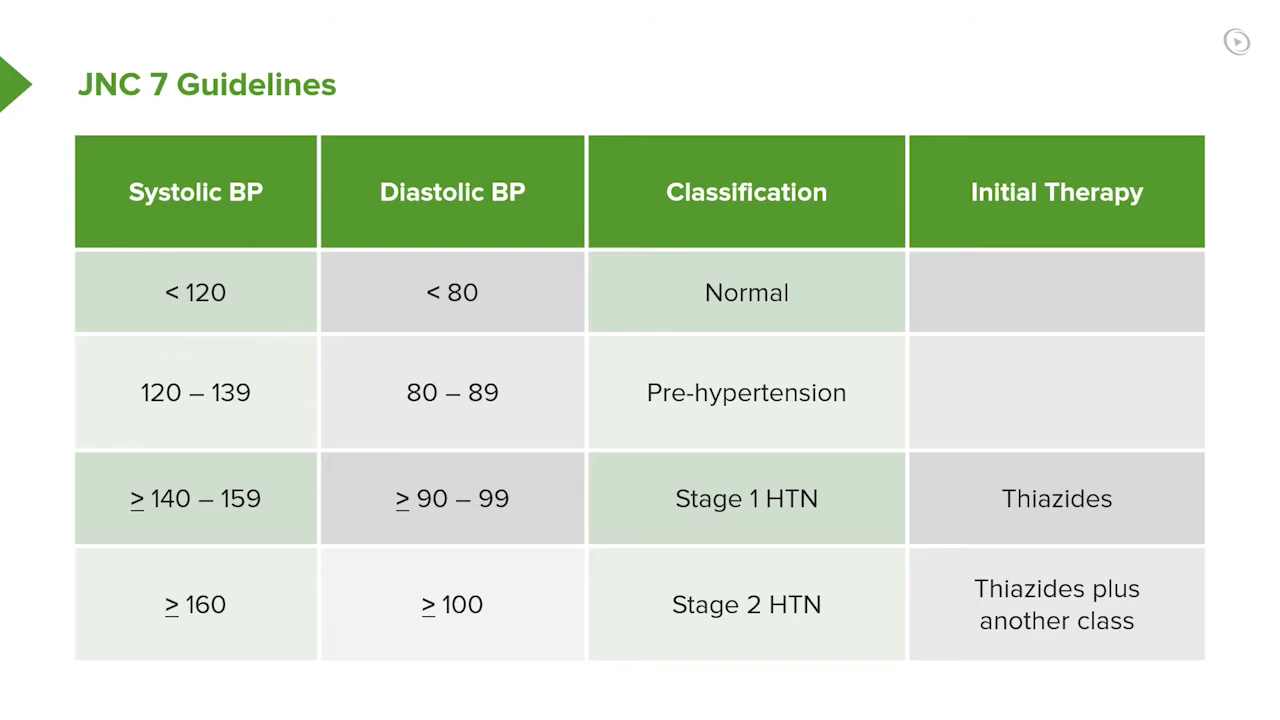 JNC 7 Guidelines
Systolic BP Diastolic BP Classification Initial Therapy
< 120 < 80 Normal
120 – 139 80 – 89 Pre-hypertension
≥ 140 – 159 ≥ 90 – 99 Stage 1 HTN Thiazides
≥ 160 ≥ 100 Stage 2 HTN Thiazides plus
another class